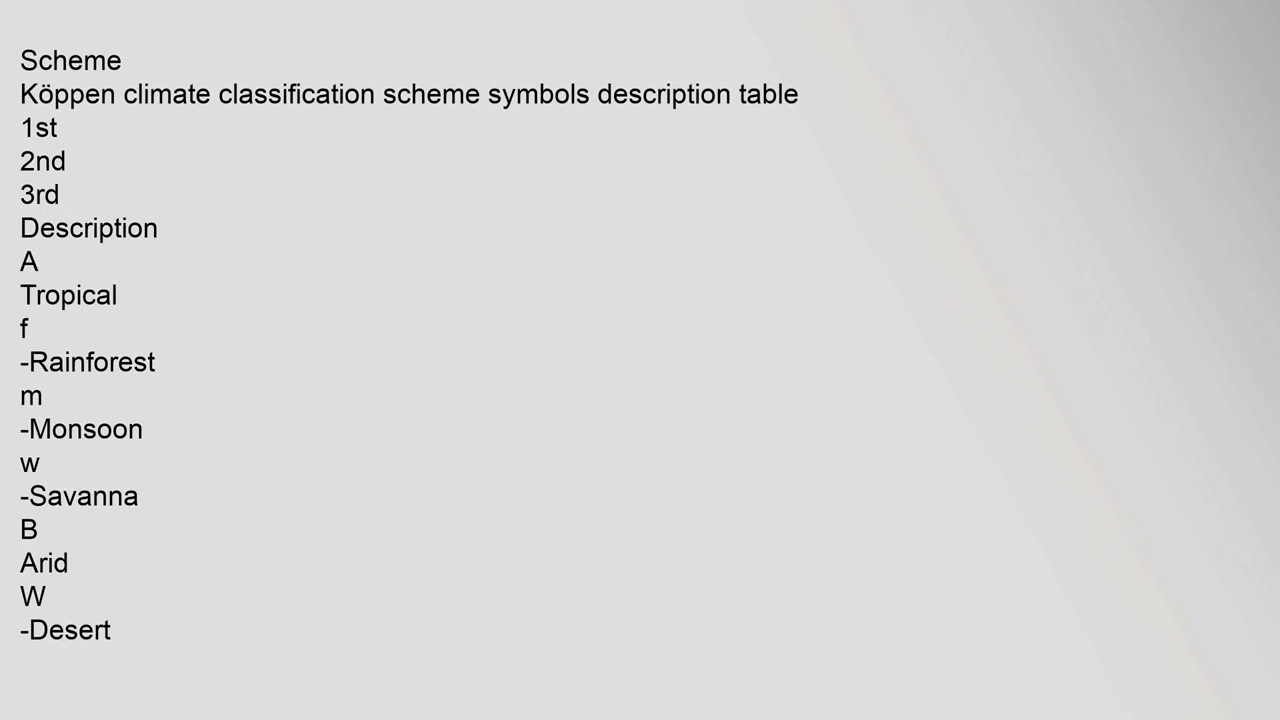 Scheme
Köppen climate classification scheme symbols description table
1st
2nd
3rd
Description
A
Tropical
f
-Rainforest
m
-Monsoon
w
-Savanna
B
Arid
W
-Desert